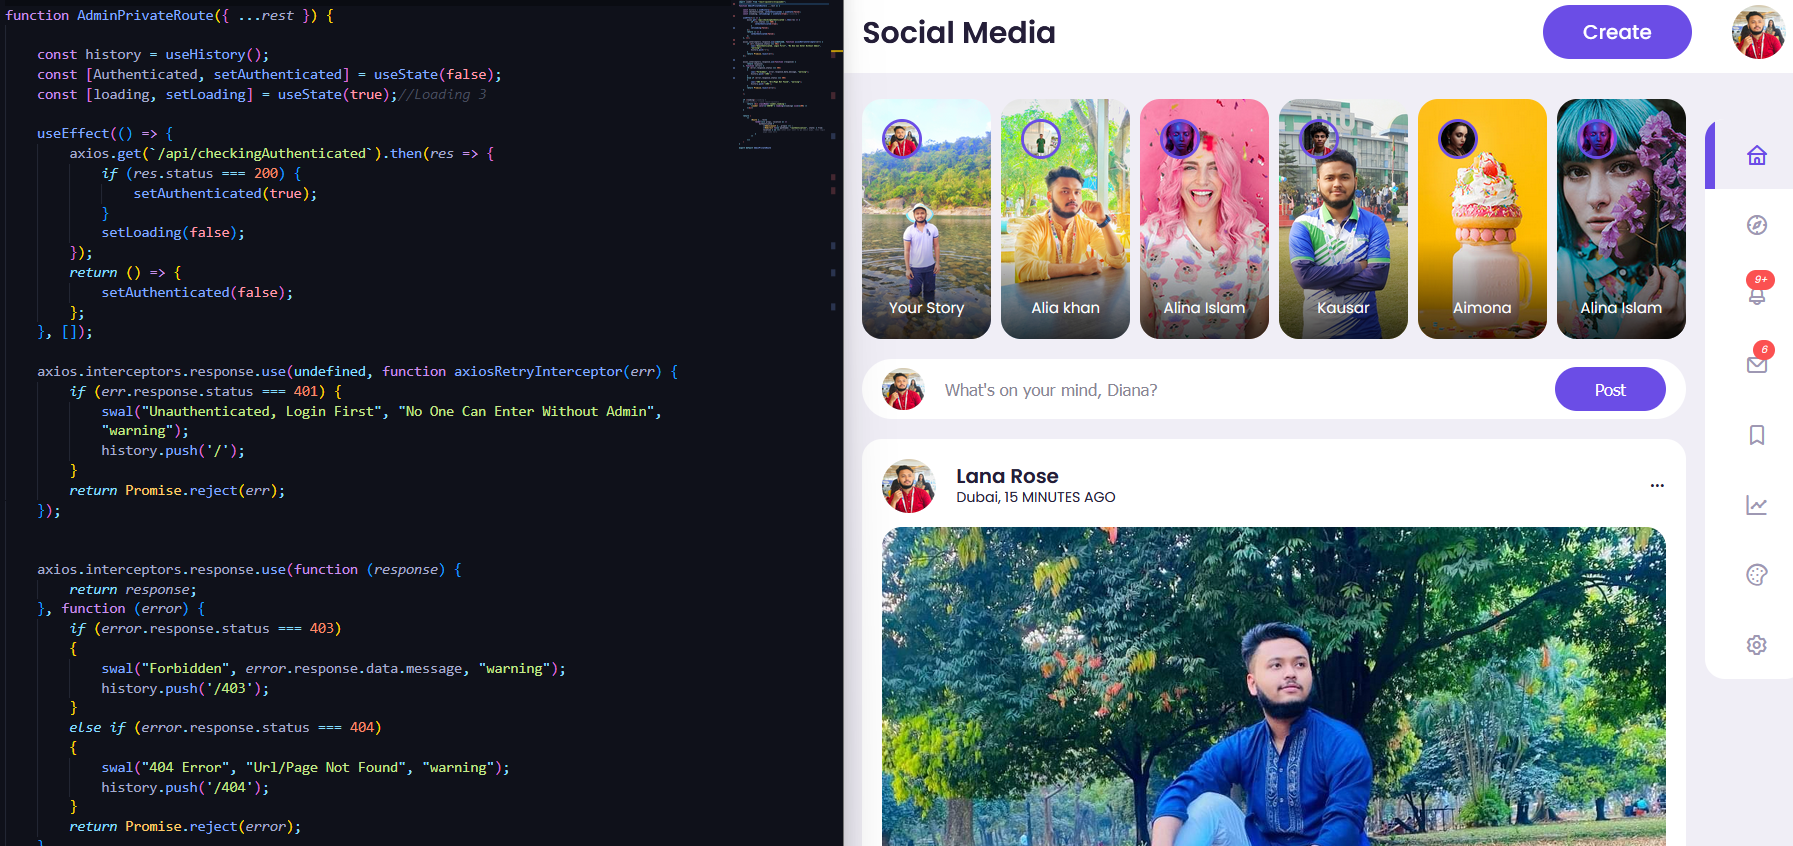 function AdminPrivateRoute({ ...rest }) {
const history = useHistory();
const [Authenticated, setAuthenticated] = useState(false);
const [loading, setLoading] = useState(true);//Loading 3
useEffect(() => {
axios.get(`/api/checkingAuthenticated`).then(res => {
if (res.status === 200) {
setAuthenticated(true);
}
setLoading(false);
});
return () => {
setAuthenticated(false);
};
}, []);
axios.interceptors.response.use(undefined, function axiosRetryInterceptor(err) {
if (err.response.status === 401) {
swal("Unauthenticated, Login First", "No One Can Enter Without Admin",
"warning");
history.push('/');
}
return Promise.reject(err);
});
axios.interceptors.response.use(function (response) {
return response;
}, function (error) {
if (error.response.status === 403)
{
swal("Forbidden", error.response.data.message, "warning");
history.push('/403');
}
else if (error.response.status === 404)
{
swal("404 Error", "Url/Page Not Found", "warning");
history.push('/404');
}
return Promise.reject(error);
Social Media
Create
Your Story
Alia khan
Alina Islam
Kausar
Aimona
Alina Islam
9+
6
What's on your mind, Diana?
Post
Lana Rose
Dubai, 15 MINUTES AGO
...